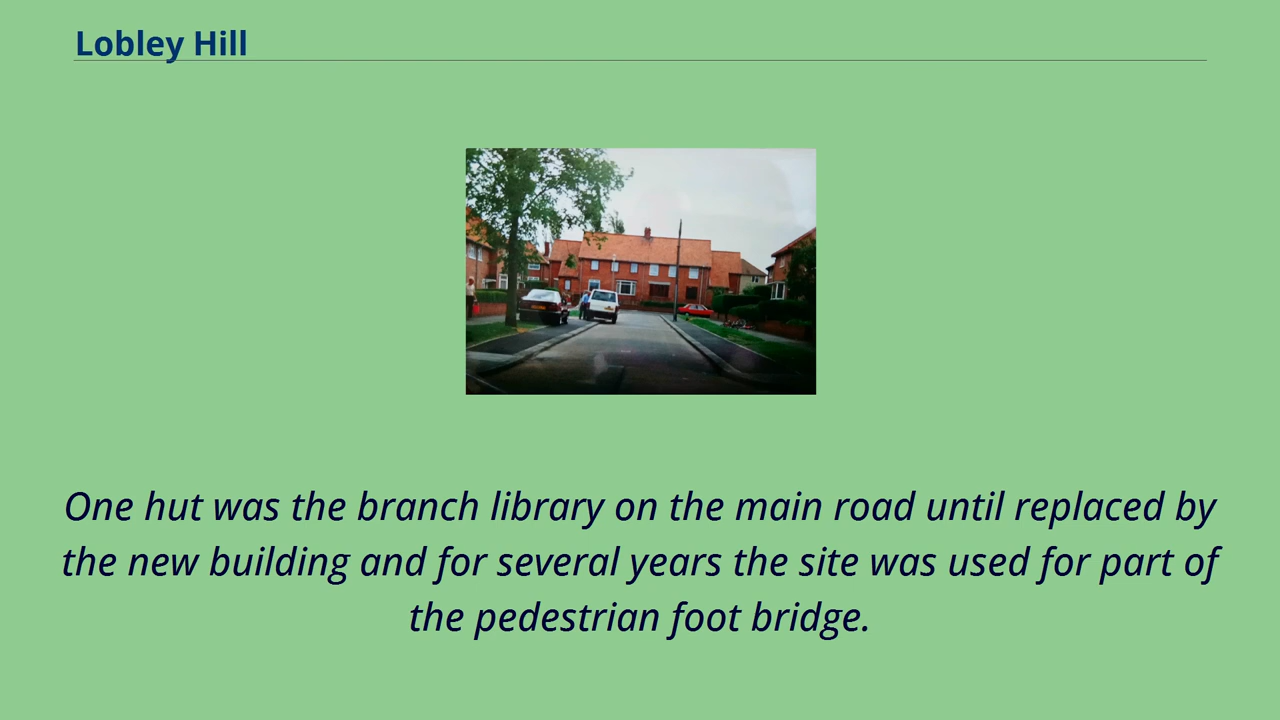 Lobley Hill
One hut was the branch library on the main road until replaced by
the new building and for several years the site was used for part of
the pedestrian foot bridge.